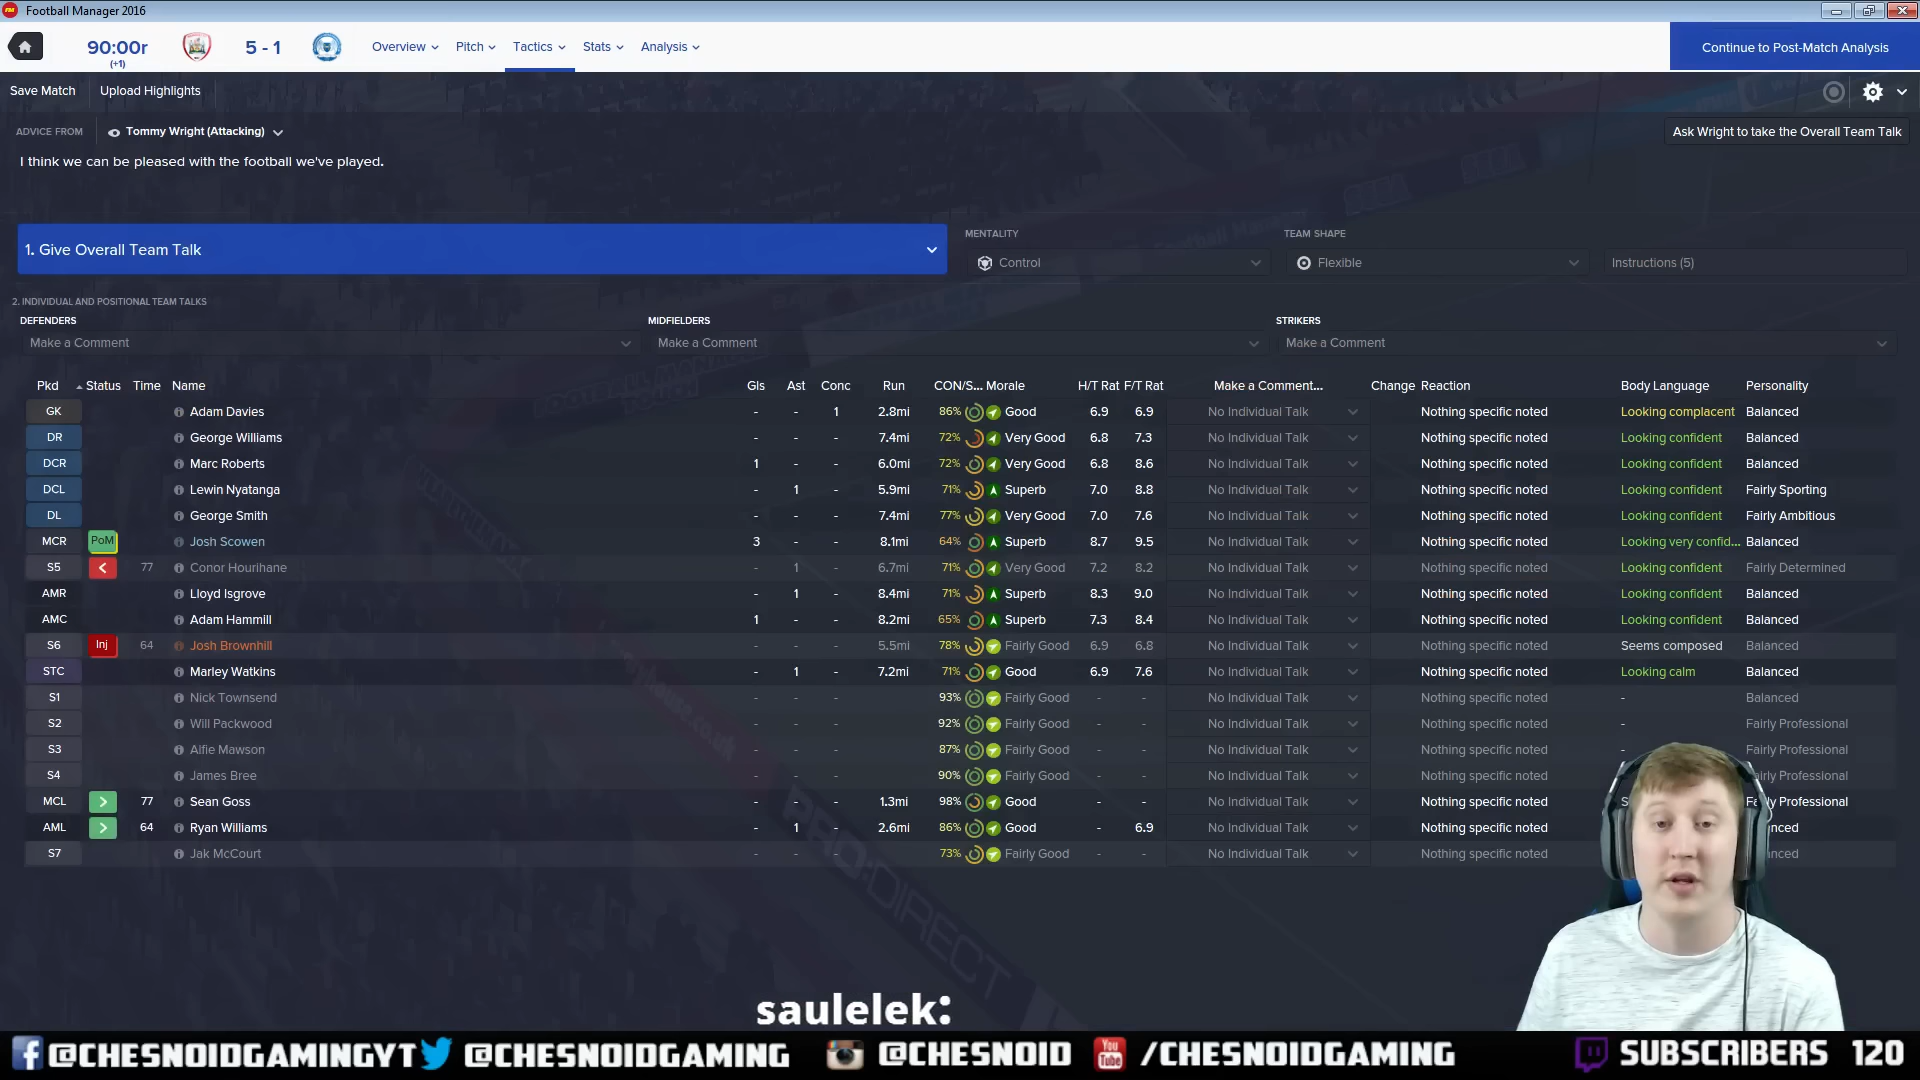 Football Manager 2016
90:00r
(+1)
5 - 1
Overview Pitch Tactics Stats Analysis
Continue to Post-Match Analysis
Save Match Upload Highlights
ADVICE FROM Tommy Wright (Attacking)
Ask Wright to take the Overall Team Talk
I think we can be pleased with the football we've played.
1. Give Overall Team Talk
MENTALITY TEAM SHAPE
Control Flexible Instructions (5)
2. INDIVIDUAL AND POSITIONAL TEAM TALKS
DEFENDERS MIDFIELDERS STRIKERS
Make a Comment Make a Comment Make a Comment
Pkd Status Time Name Gls Ast Conc Run CON/S... Morale H/T Rat F/T Rat Make a Comment... Change Reaction Body Language Personality
GK Adam Davies - - 1 2.8mi 86% Good 6.9 6.9 No Individual Talk Nothing specific noted Looking complacent Balanced
DR George Williams - - - 7.4mi 72% Very Good 6.8 7.3 No Individual Talk Nothing specific noted Looking confident Balanced
DCR Marc Roberts 1 - - 6.0mi 72% Very Good 6.8 8.6 No Individual Talk Nothing specific noted Looking confident Balanced
DCL Lewin Nyatanga - 1 - 5.9mi 71% Superb 7.0 8.8 No Individual Talk Nothing specific noted Looking confident Fairly Sporting
DL George Smith - - - 7.4mi 77% Very Good 7.0 7.6 No Individual Talk Nothing specific noted Looking confident Fairly Ambitious
MCR PoM Josh Scowen 3 - - 8.1mi 64% Superb 8.7 9.5 No Individual Talk Nothing specific noted Looking very confid... Balanced
S5 77 Conor Hourihane - 1 - 6.7mi 71% Very Good 7.2 8.2 No Individual Talk Nothing specific noted Looking confident Fairly Determined
AMR Lloyd Isgrove - 1 - 8.4mi 71% Superb 8.3 9.0 No Individual Talk Nothing specific noted Looking confident Balanced
AMC Adam Hammill 1 - - 8.2mi 65% Superb 7.3 8.4 No Individual Talk Nothing specific noted Looking confident Balanced
S6 Inj 64 Josh Brownhill - - - 5.5mi 78% Fairly Good 6.9 6.8 No Individual Talk Nothing specific noted Seems composed Balanced
STC Marley Watkins - 1 - 7.2mi 71% Good 6.9 7.6 No Individual Talk Nothing specific noted Looking calm Balanced
S1 Nick Townsend - - - 93% Fairly Good - - No Individual Talk Nothing specific noted - Balanced
S2 Will Packwood - - - 92% Fairly Good - - No Individual Talk Nothing specific noted - Fairly Professional
S3 Alfie Mawson - - - 87% Fairly Good - - No Individual Talk Nothing specific noted - Fairly Professional
S4 James Bree - - - 90% Fairly Good - - No Individual Talk Nothing specific noted Professional
MCL 77 Sean Goss - - - 1.3mi 98% Good - - No Individual Talk Nothing specific noted Professional
AML 64 Ryan Williams - 1 - 2.6mi 86% Good - 6.9 No Individual Talk Nothing specific noted
S7 Jak McCourt - - - 73% Fairly Good - - No Individual Talk Nothing specific noted
PRO:DIRECT
saulelek:
@CHESNOIDGAMINGYT @CHESNOIDGAMING @CHESNOID You Tube /CHESNOIDGAMING SUBSCRIBERS 120